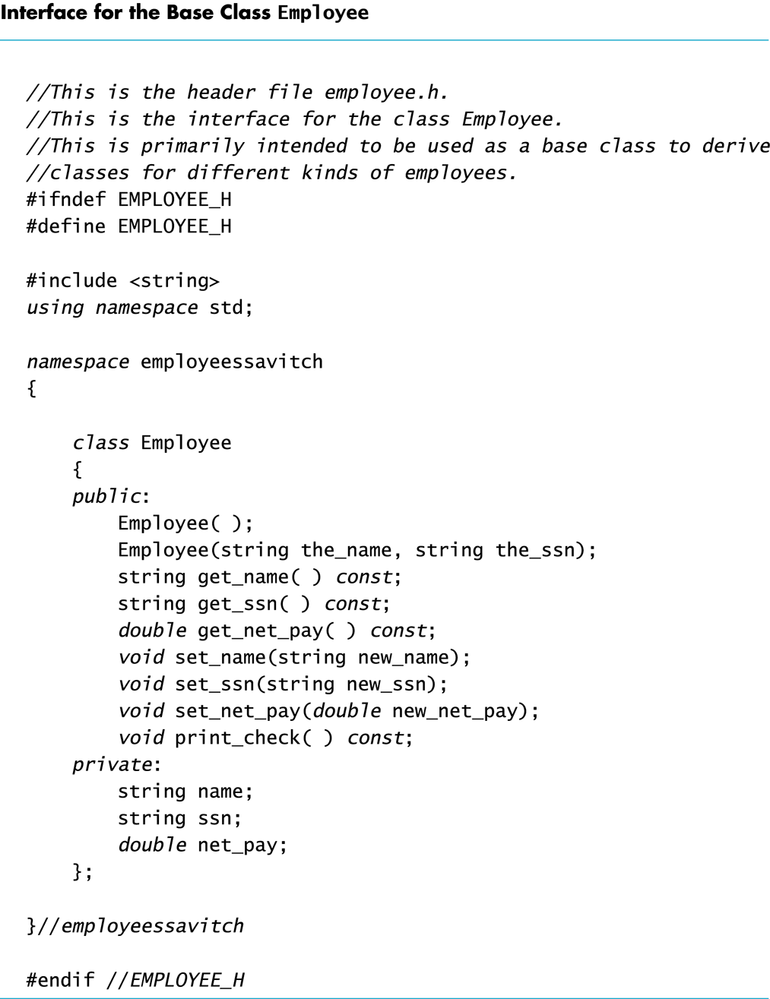 Interface for the Base Class Employee
//This is the header file employee.h.
//This is the interface for the class Employee.
//This is primarily intended to be used as a base class to derive
//classes for different kinds of employees.
#ifndef EMPLOYEE_H
#define EMPLOYEE_H
#include <string>
using namespace std;
namespace employeessavitch
{
class Employee
{
public:
Employee( );
Employee(string the_name, string the_ssn);
string get_name( ) const;
string get_ssn( ) const;
double get_net_pay( ) const;
void set_name(string new_name);
void set_ssn(string new_ssn);
void set_net_pay(double new_net_pay);
void print_check( ) const;
private:
string name;
string ssn;
double net_pay;
};
}//employeessavitch
#endif //EMPLOYEE_H